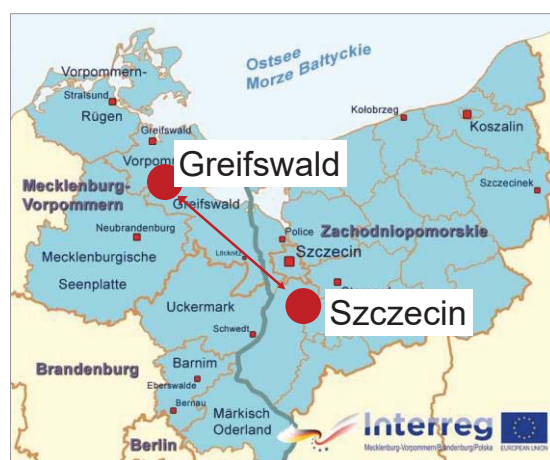 Ostsee
Morze Bałtyckie
Vorpommern-
Stralsund
Rügen
Greifswald
Kołobrzeg
Koszalin
Vorpomm
Greifswald
Mecklenburg-
Vorpommern
Greifswald
Szczecinek
Neubrandenburg
Police
Zachodniopomorskie
Mecklenburgische
Seenplatte
Löcknitz
Szczecin
Uckermark
Szczecin
Schwedt
Brandenburg
Barnim
Eberswalde
Bernau
Märkisch
Oderland
Berlin
Interreg
Mecklenburg-Vorpommern/Brandenburg/Polska
EUROPEAN UNION